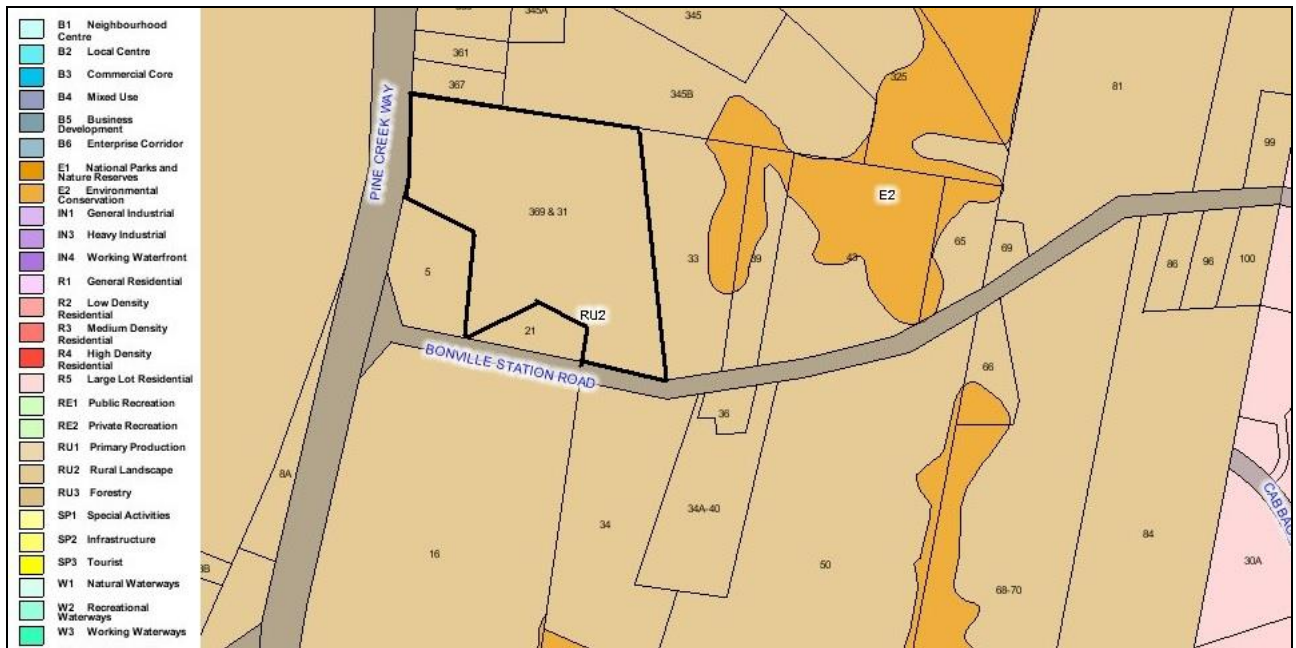 B1 Neighbourhood
Centre
B2 Local Centre
B3 Commercial Core
B4 Mixed Use
B5 Business
Development
B6 Enterprise Corridor
E1 National Parks and
Nature Reserves
E2 Environmental
Conservation
IN1 General Industrial
IN3 Heavy Industrial
IN4 Working Waterfront
R1 General Residential
R2 Low Density
Residential
R3 Medium Density
Residential
R4 High Density
Residential
R5 Large Lot Residential
RE1 Public Recreation
RE2 Private Recreation
RU1 Primary Production
RU2 Rural Landscape
RU3 Forestry
SP1 Special Activities
SP2 Infrastructure
SP3 Tourist
W1 Natural Waterways
W2 Recreational
Waterways
W3 Working Waterways
345A
345
361
367
345B
325
81
99
PINE CREEK WAY
369 & 31
E2
5
33
39
43
65
69
86
96
100
21
RU2
BONVILLE STATION ROAD
36
66
8A
34A-40
34
16
50
84
68-70
30A